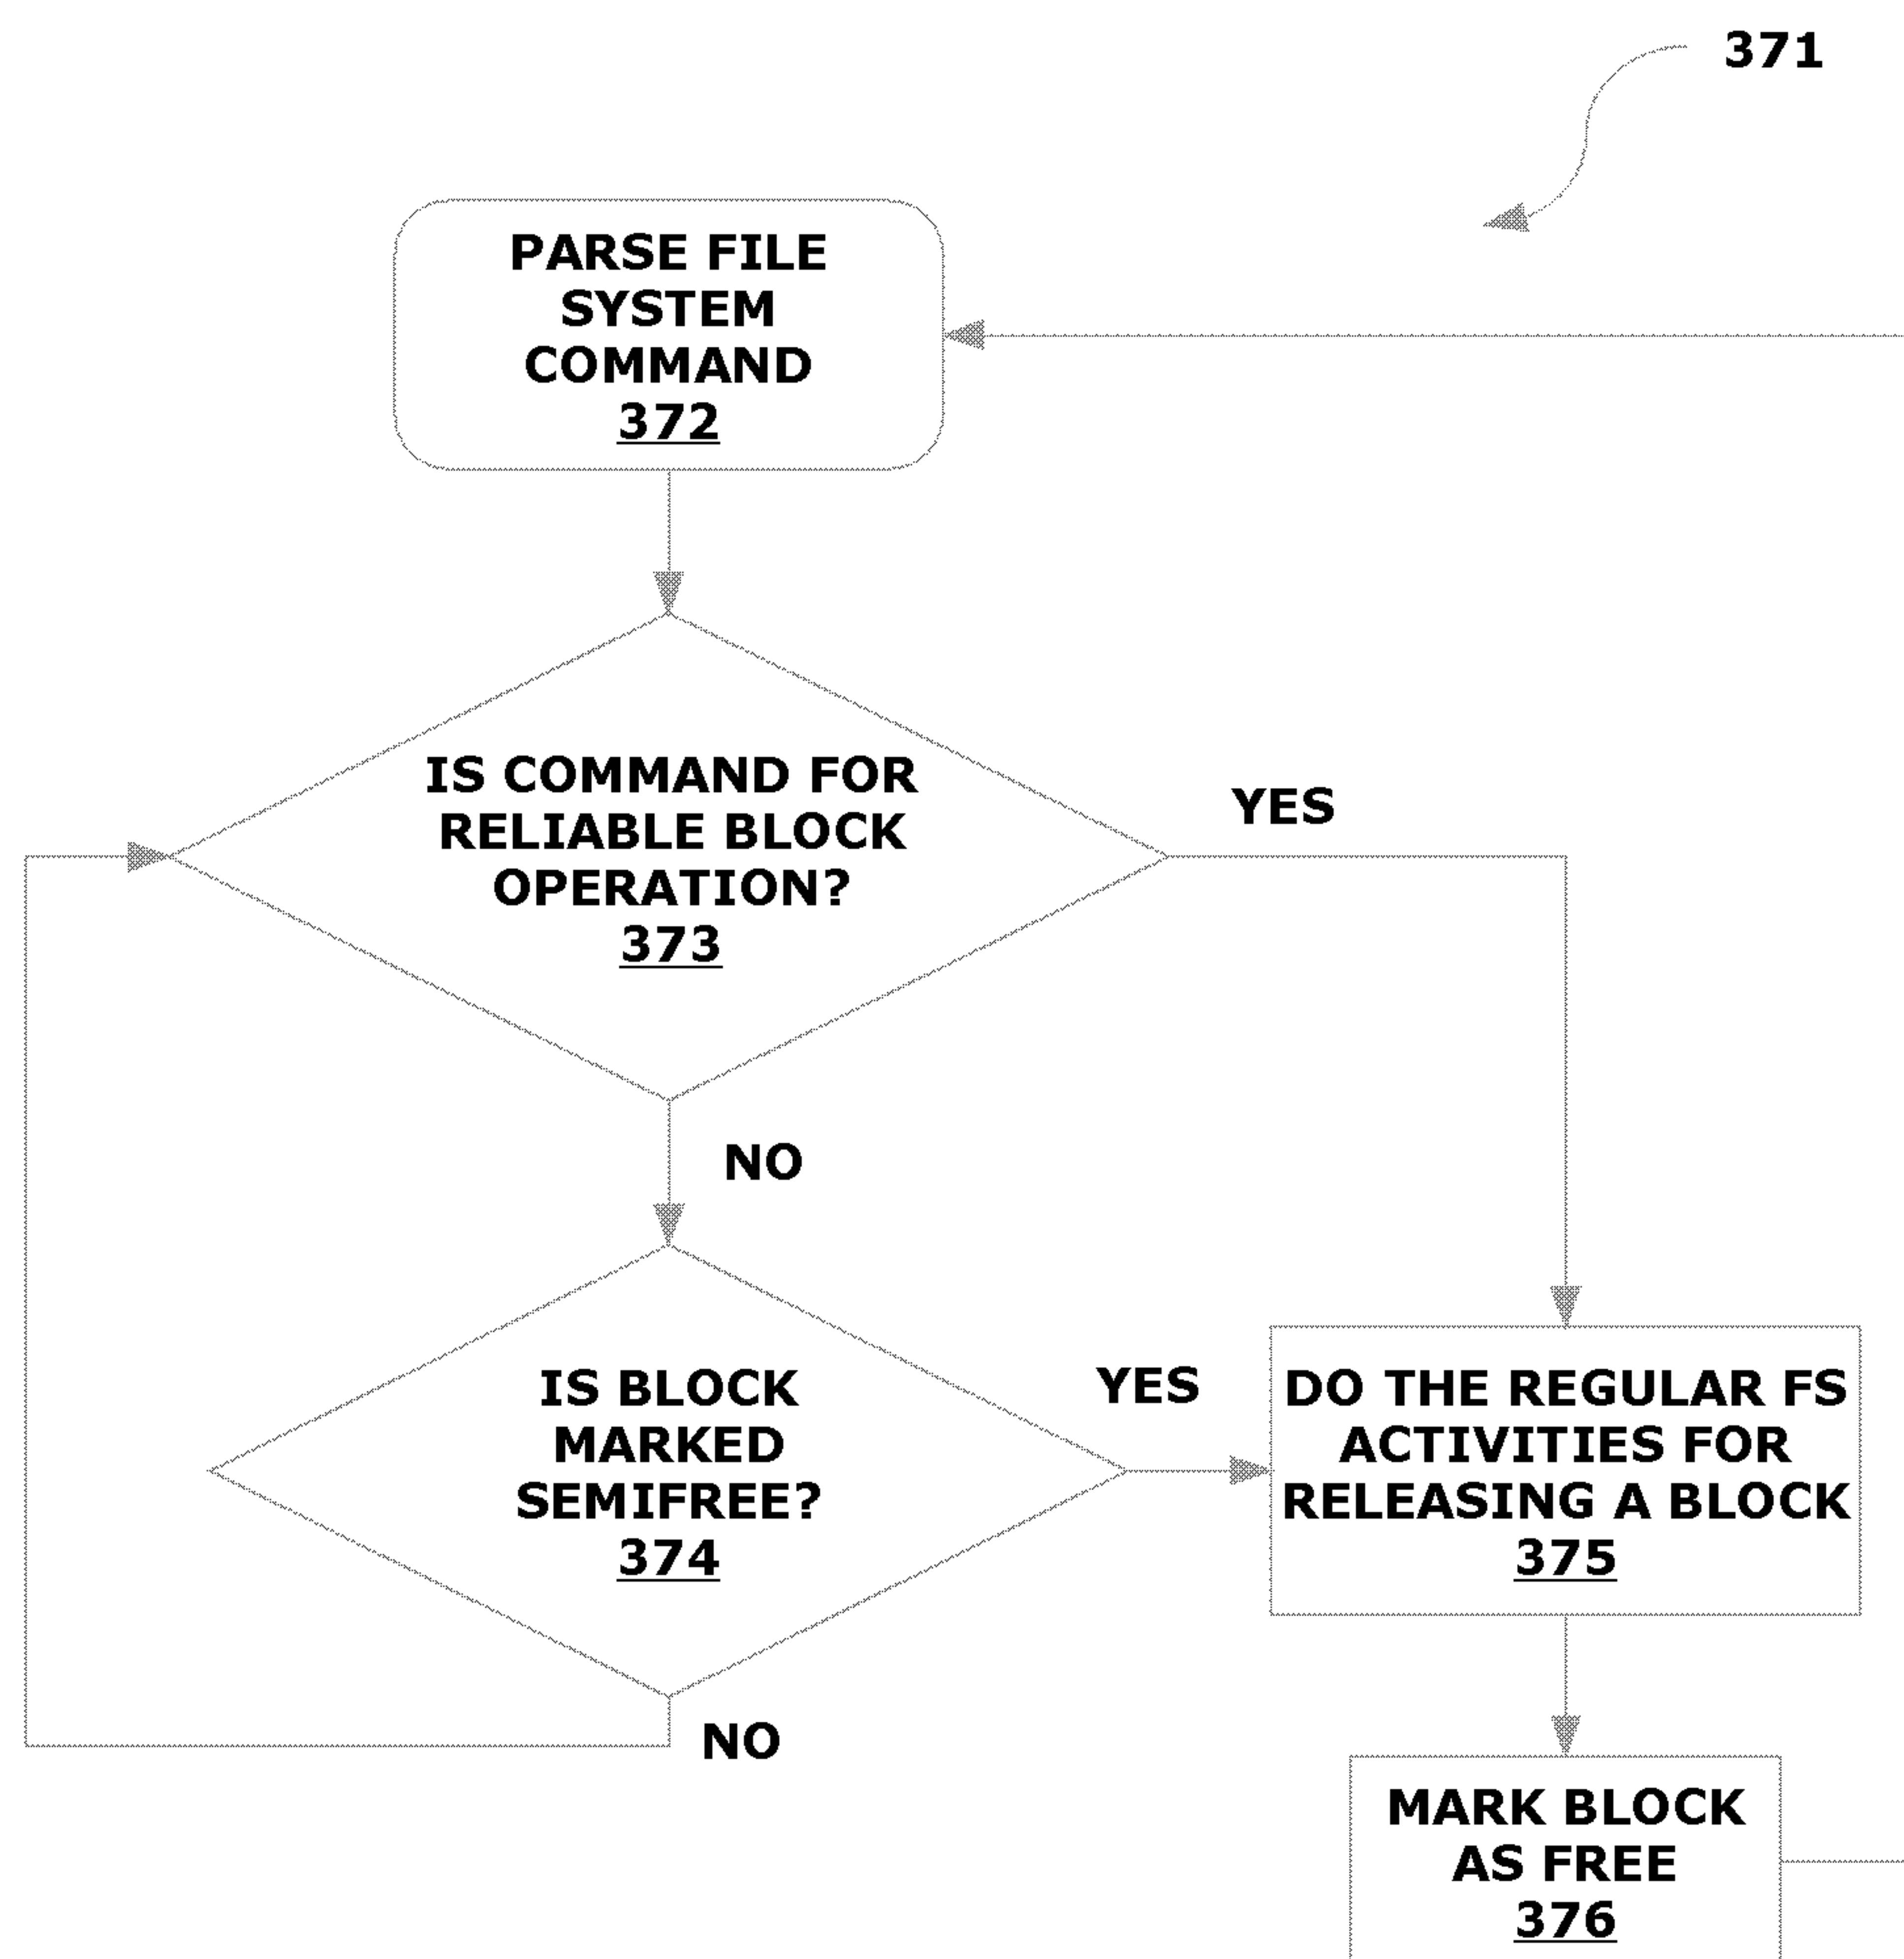 371
PARSE FILE
SYSTEM
COMMAND
372
IS COMMAND FOR
RELIABLE BLOCK
OPERATION?
373
YES
NO
IS BLOCK
MARKED
SEMIFREE?
374
YES
NO
DO THE REGULAR FS
ACTIVITIES FOR
RELEASING A BLOCK
375
MARK BLOCK
AS FREE
376